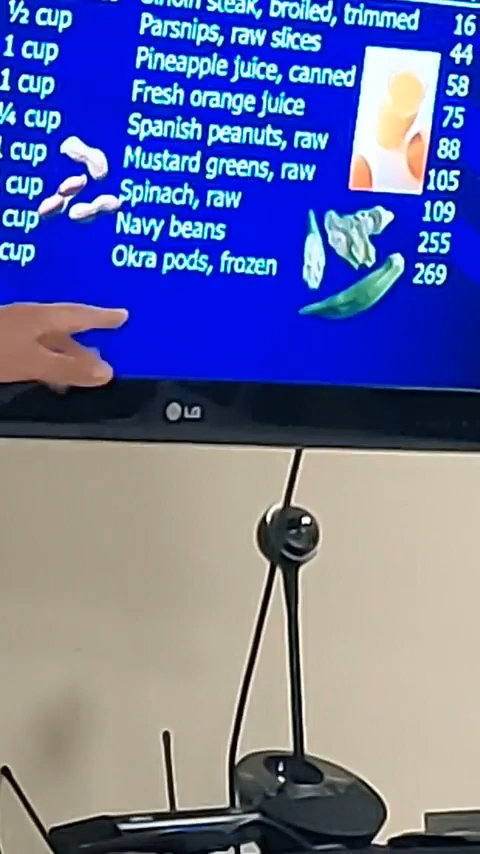 steak, broiled, trimmed 16
½ cup Parsnips, raw slices 44
1 cup Pineapple juice, canned 58
1 cup Fresh orange juice 75
¼ cup Spanish peanuts, raw 88
cup Mustard greens, raw 105
cup Spinach, raw 109
cup Navy beans 255
cup Okra pods, frozen 269
LG